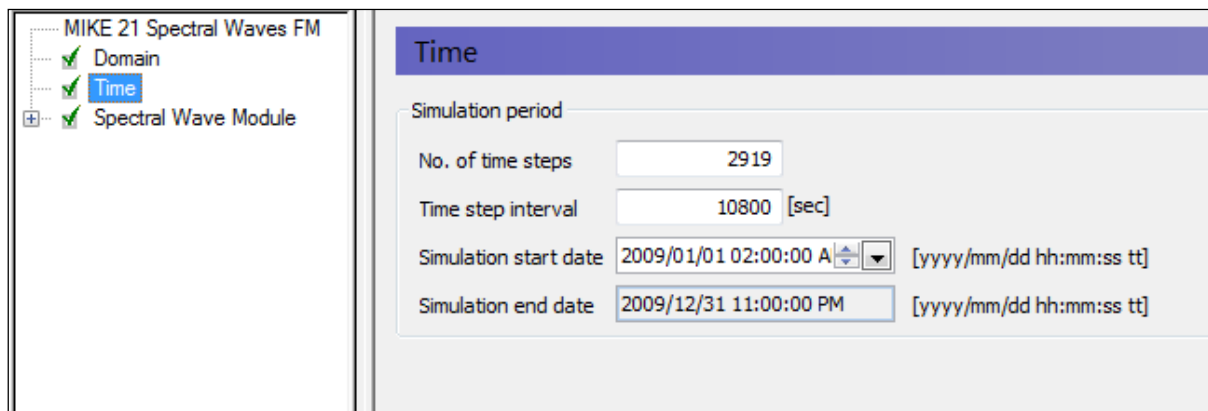 MIKE 21 Spectral Waves FM
Domain
Time
Spectral Wave Module
Time
Simulation period
No. of time steps 2919
Time step interval 10800 [sec]
Simulation start date 2009/01/01 02:00:00 A [yyyy/mm/dd hh:mm:ss tt]
Simulation end date 2009/12/31 11:00:00 PM [yyyy/mm/dd hh:mm:ss tt]